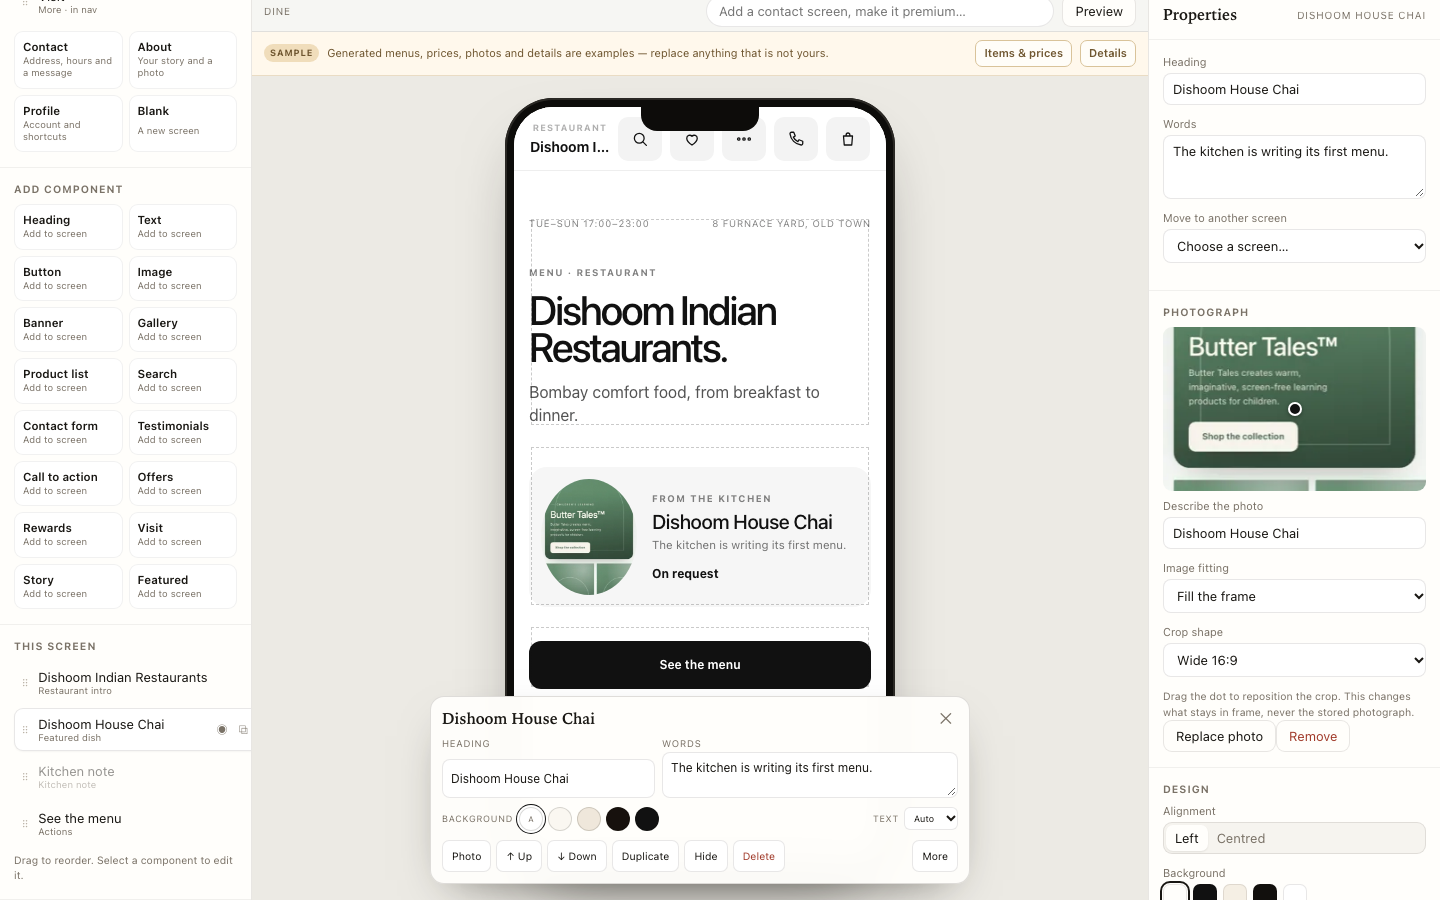 More · in nav
Contact
Address, hours and a message
About
Your story and a photo
Profile
Account and shortcuts
Blank
A new screen
ADD COMPONENT
Heading
Add to screen
Text
Add to screen
Button
Add to screen
Image
Add to screen
Banner
Add to screen
Gallery
Add to screen
Product list
Add to screen
Search
Add to screen
Contact form
Add to screen
Testimonials
Add to screen
Call to action
Add to screen
Offers
Add to screen
Rewards
Add to screen
Visit
Add to screen
Story
Add to screen
Featured
Add to screen
THIS SCREEN
Dishoom Indian Restaurants
Restaurant intro
Dishoom House Chai
Featured dish
Kitchen note
Kitchen note
See the menu
Actions
Drag to reorder. Select a component to edit it.
DINE
Add a contact screen, make it premium...
Preview
SAMPLE
Generated menus, prices, photos and details are examples — replace anything that is not yours.
Items & prices
Details
RESTAURANT
Dishoom I...
TUE–SUN 17:00–23:00
8 FURNACE YARD, OLD TOWN
MENU · RESTAURANT
Dishoom Indian
Restaurants.
Bombay comfort food, from breakfast to
dinner.
Butter Tales™
Shop the collection
FROM THE KITCHEN
Dishoom House Chai
The kitchen is writing its first menu.
On request
See the menu
Dishoom House Chai
HEADING
Dishoom House Chai
WORDS
The kitchen is writing its first menu.
BACKGROUND
A
TEXT
Auto
Photo
↑ Up
↓ Down
Duplicate
Hide
Delete
More
Properties
DISHOOM HOUSE CHAI
Heading
Dishoom House Chai
Words
The kitchen is writing its first menu.
Move to another screen
Choose a screen...
PHOTOGRAPH
Butter Tales™
Butter Tales creates warm,
imaginative, screen-free learning
products for children.
Shop the collection
Describe the photo
Dishoom House Chai
Image fitting
Fill the frame
Crop shape
Wide 16:9
Drag the dot to reposition the crop. This changes
what stays in frame, never the stored photograph.
Replace photo
Remove
DESIGN
Alignment
Left
Centred
Background